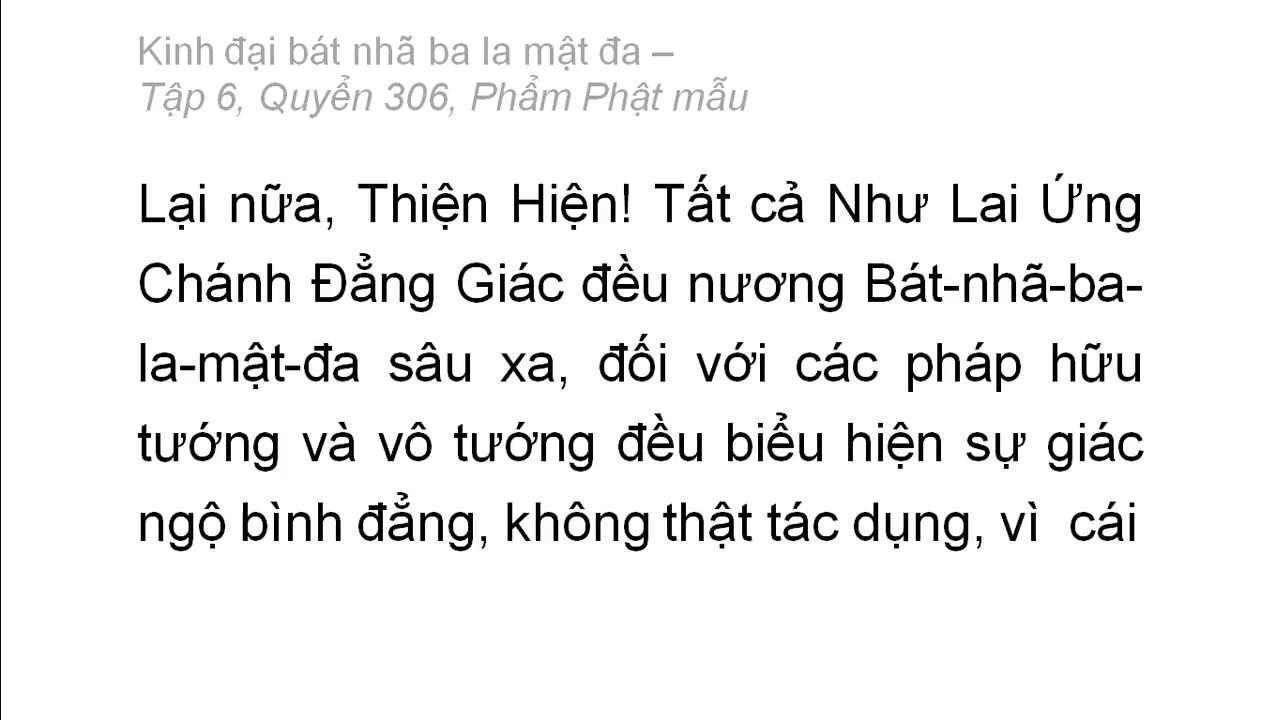 Kinh đại bát nhã ba la mật đa –
Tập 6, Quyển 306, Phẩm Phật mẫu
Lại nữa, Thiện Hiện! Tất cả Như Lai Ứng
Chánh Đẳng Giác đều nương Bát-nhã-ba-
la-mật-đa sâu xa, đối với các pháp hữu
tướng và vô tướng đều biểu hiện sự giác
ngộ bình đẳng, không thật tác dụng, vì cái